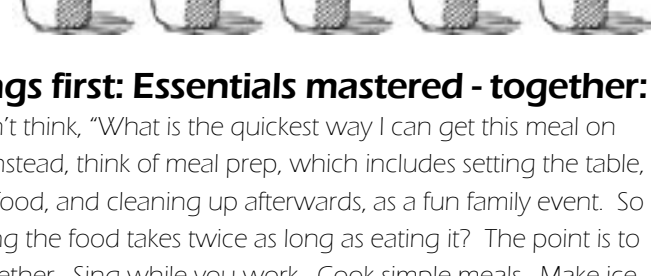 ngs first: Essentials mastered - together:
n't think, “What is the quickest way I can get this meal on
nstead, think of meal prep, which includes setting the table,
food, and cleaning up afterwards, as a fun family event. So
ng the food takes twice as long as eating it? The point is to
ether. Sing while you work. Cook simple meals. Make ice